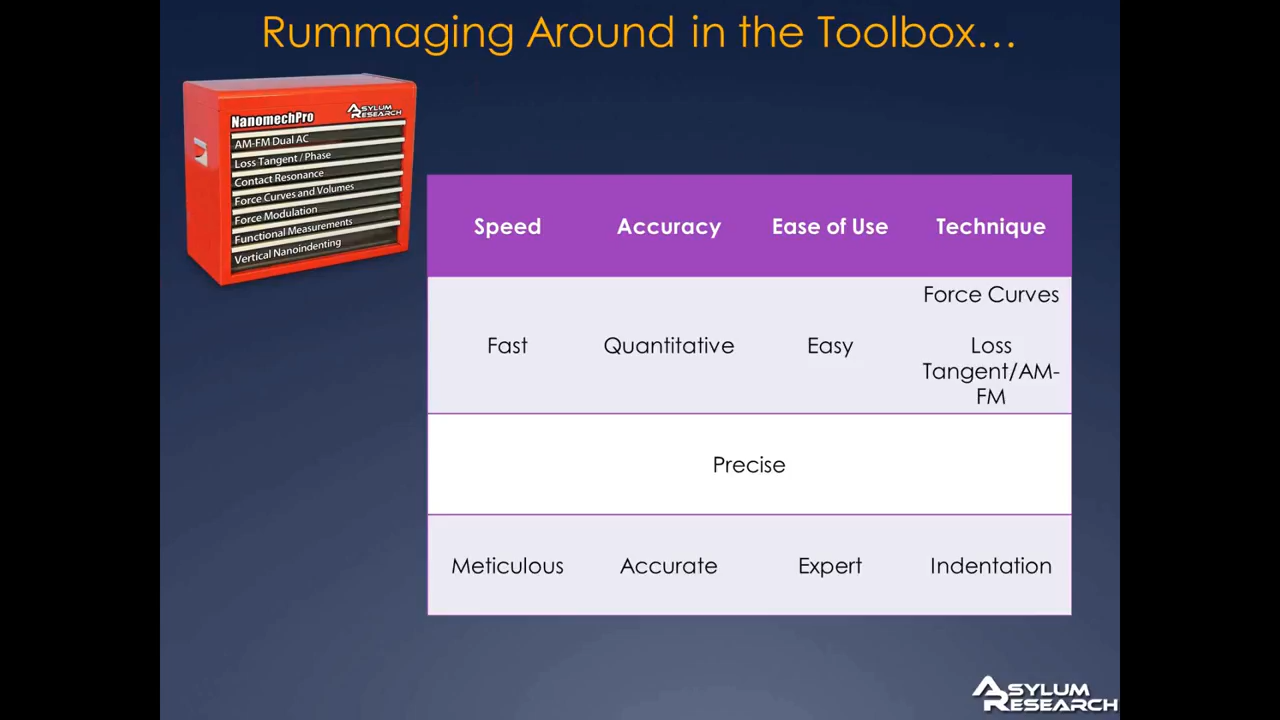 Rummaging Around in the Toolbox...
NanomechPro
ASYLUM
RESEARCH
AM-FM Dual AC
Loss Tangent / Phase
Contact Resonance
Force Curves and Volumes
Force Modulation
Functional Measurements
Vertical Nanoindenting
Speed Accuracy Ease of Use Technique
Force Curves
Fast Quantitative Easy Loss
Tangent/AM-
FM
Precise
Meticulous Accurate Expert Indentation
ASYLUM
RESEARCH